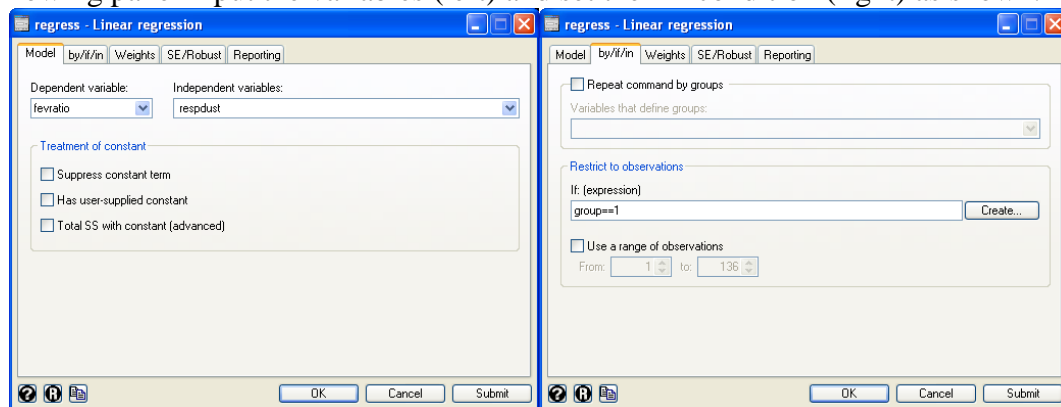 regress - Linear regression
Model by/if/in Weights SE/Robust Reporting
Dependent variable: Independent variables:
fevratio respdust
Treatment of constant
Suppress constant term
Has user-supplied constant
Total SS with constant (advanced)
OK Cancel Submit
regress - Linear regression
Model by/if/in Weights SE/Robust Reporting
Repeat command by groups
Variables that define groups:
Restrict to observations
If: (expression)
group==1 Create...
Use a range of observations
From: 1 to: 136
OK Cancel Submit